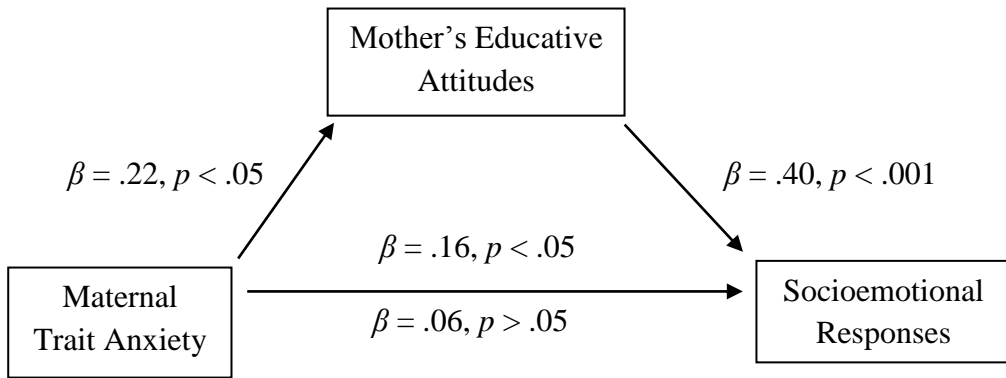 Mother’s Educative
Attitudes
β = .22, p < .05
β = .40, p < .001
β = .16, p < .05
Maternal
Trait Anxiety
β = .06, p > .05
Socioemotional
Responses